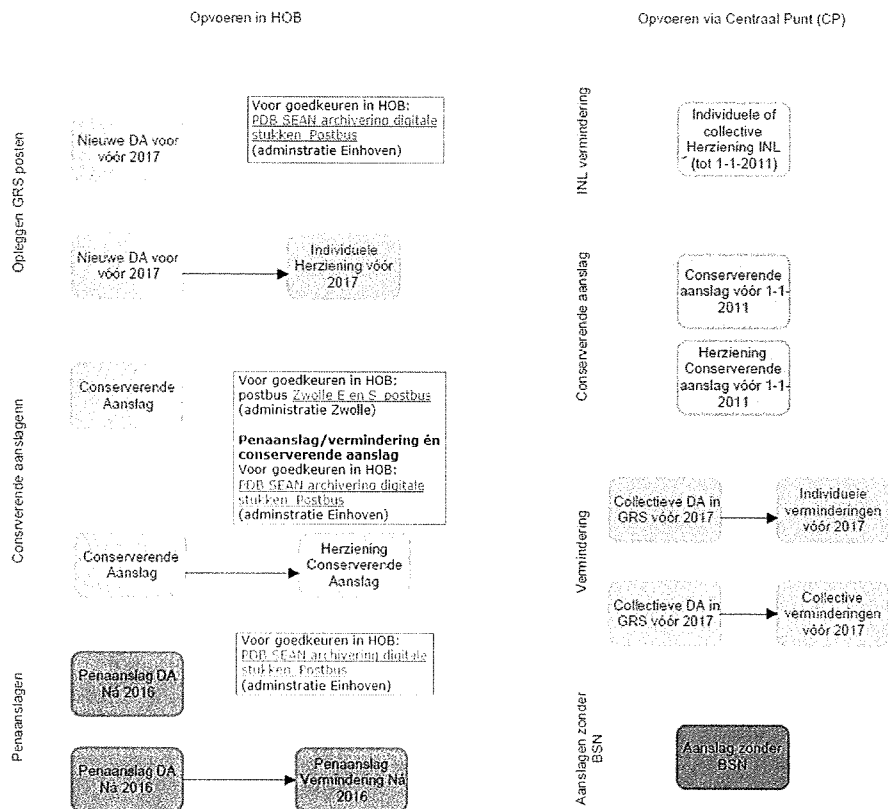 Opvoeren in HOB
Opleggen GRS posten
Nieuwe DA voor
vóór 2017
Voor goedkeuren in HOB:
PDB SEAN archivering digitale
stukken_Postbus
(adminstratie Einhoven)
Nieuwe DA voor
vóór 2017
Individuele
Herziening vóór
2017
Consrverende aanslagenn
Conserverende
Aanslag
Voor goedkeuren in HOB:
postbus Zwolle E en S_postbus
(administratie Zwolle)
Penaanslag/vermindering én
conserverende aanslag
Voor goedkeuren in HOB:
PDB SEAN archivering digitale
stukken_Postbus
(adminstratie Einhoven)
Conserverende
Aanslag
Herziening
Conserverende
Aanslag
Penaanslagen
Penaanslag DA
Ná 2016
Voor goedkeuren in HOB:
PDB SEAN archivering digitale
stukken_Postbus
(adminstratie Einhoven)
Penaanslag DA
Ná 2016
Penaanslag
Vermindering Ná
2016
Opvoeren via Centraal Punt (CP)
INL vermindering
Individuele of
collective
Herziening INL
(tot 1-1-2011)
Conserverende aanslag
Conserverende
aanslag vóór 1-1-
2011
Herziening
Conserverende
aanslag vóór 1-1-
2011
Vermindering
Collectieve DA in
GRS vóór 2017
Individuele
verminderingen
vóór 2017
Collectieve DA in
GRS vóór 2017
Collective
verminderingen
vóór 2017
Aanslagen zonder
BSN
Aanslag zonder
BSN